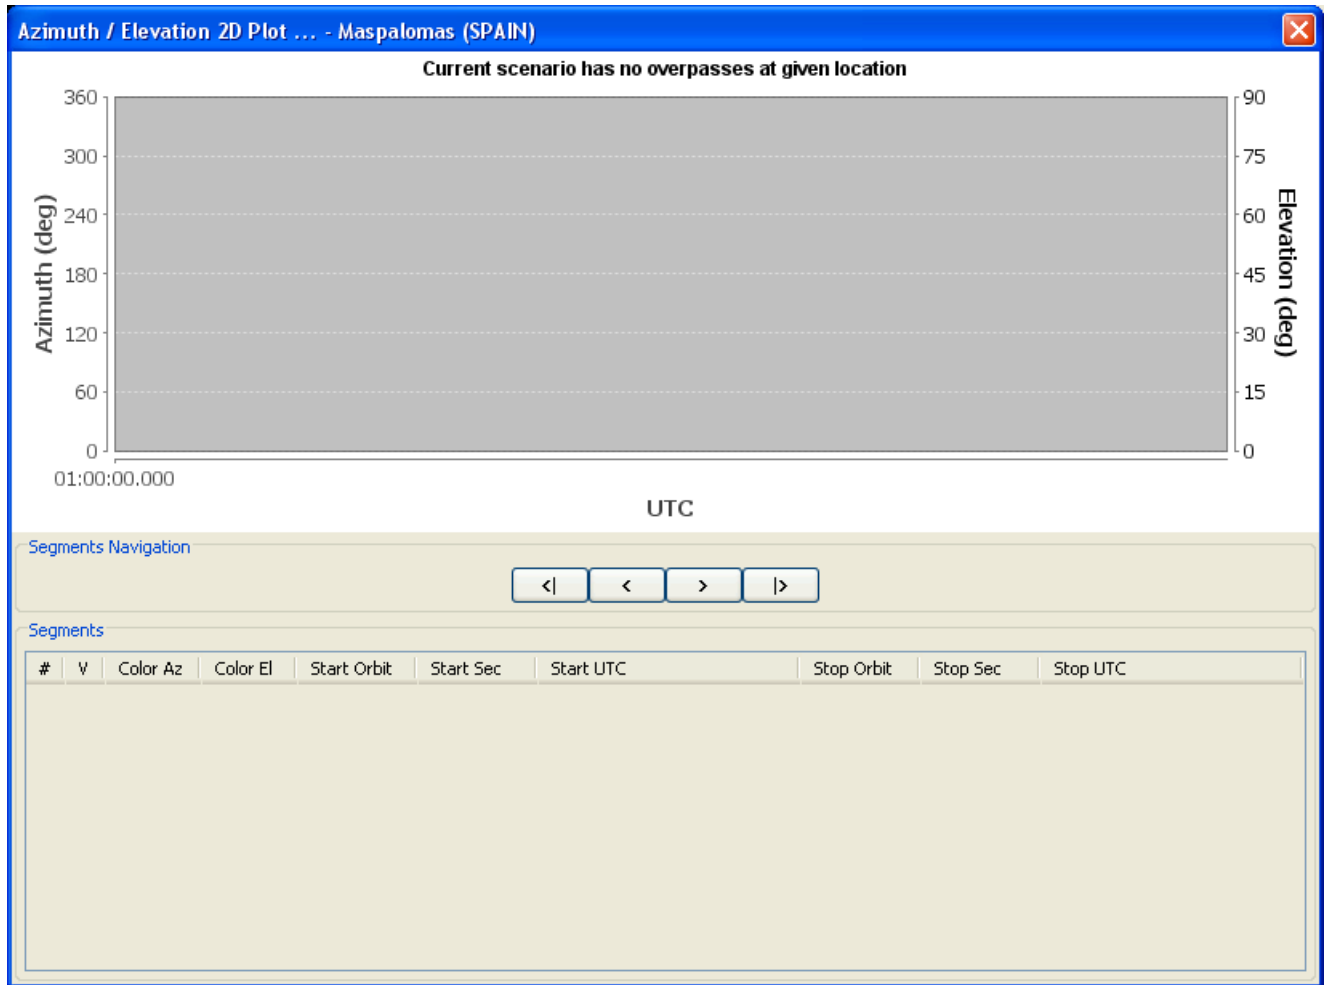 Azimuth / Elevation 2D Plot ... - Maspalomas (SPAIN)
Current scenario has no overpasses at given location
360
90
300
75
240
60
180
45
120
30
60
15
0
0
Azimuth (deg)
Elevation (deg)
01:00:00.000
UTC
Segments Navigation
<| < > |>
Segments
# V Color Az Color El Start Orbit Start Sec Start UTC Stop Orbit Stop Sec Stop UTC